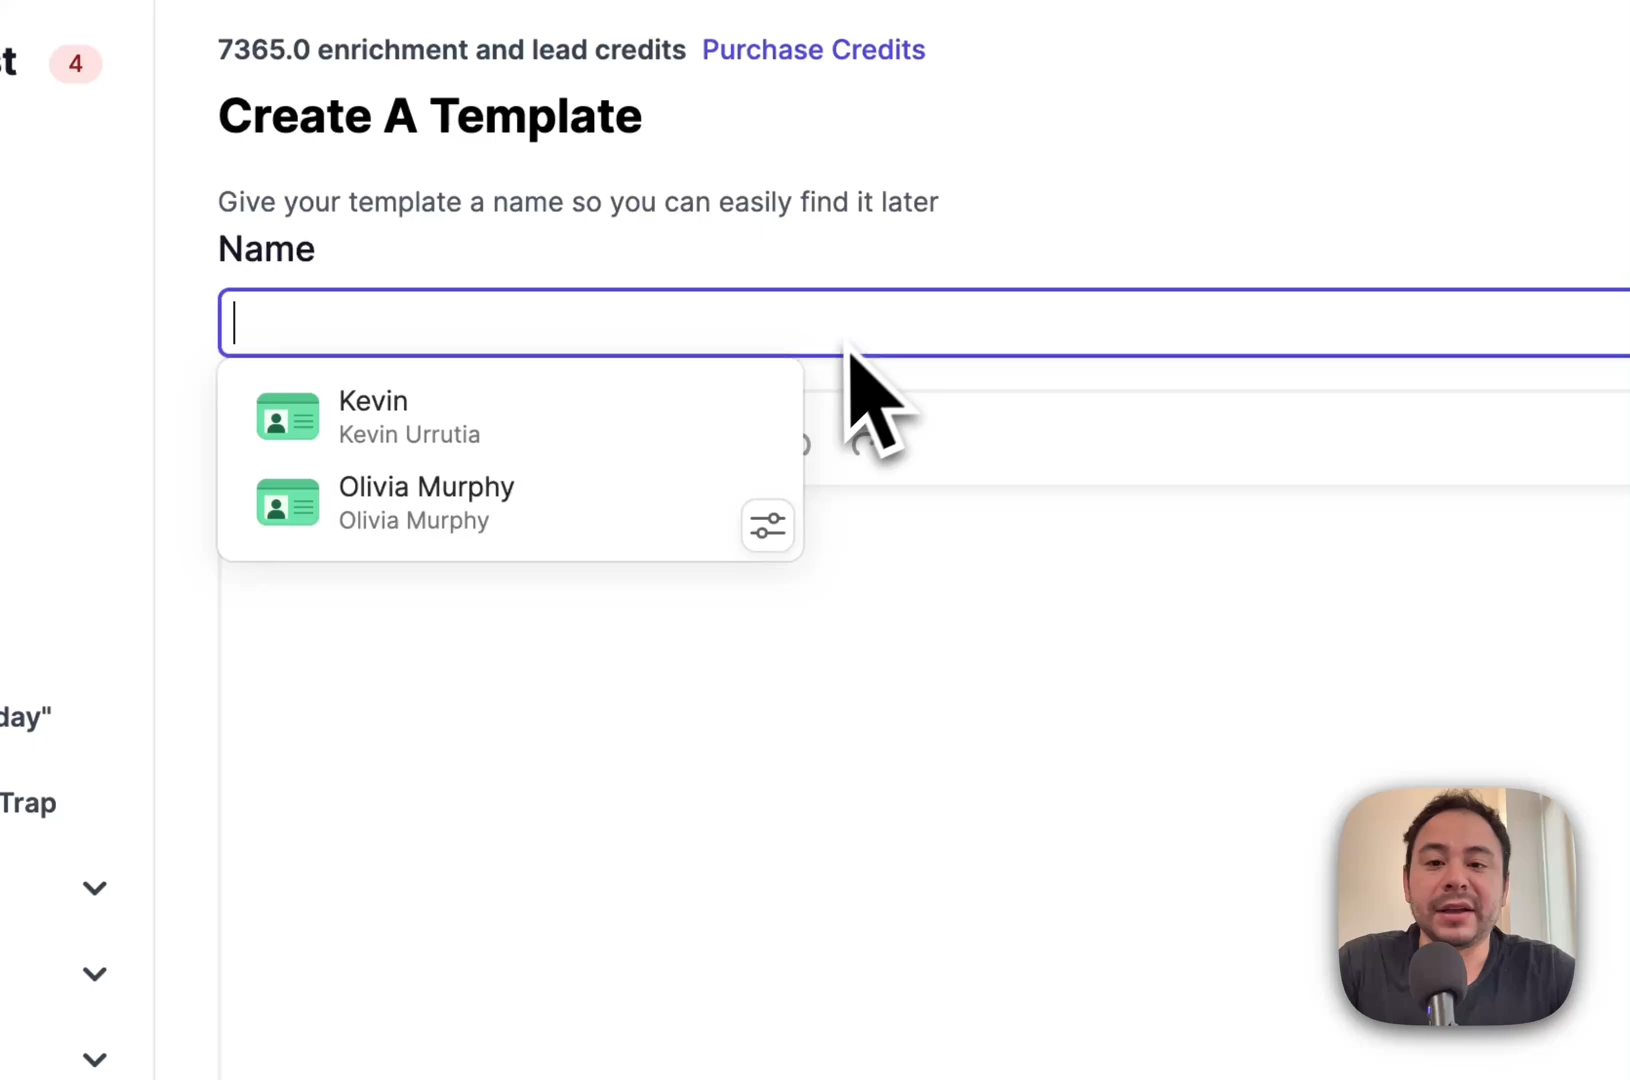 4
7365.0 enrichment and lead credits Purchase Credits
Create A Template
Give your template a name so you can easily find it later
Name
Kevin
Kevin Urrutia
Olivia Murphy
Olivia Murphy
day"
Trap